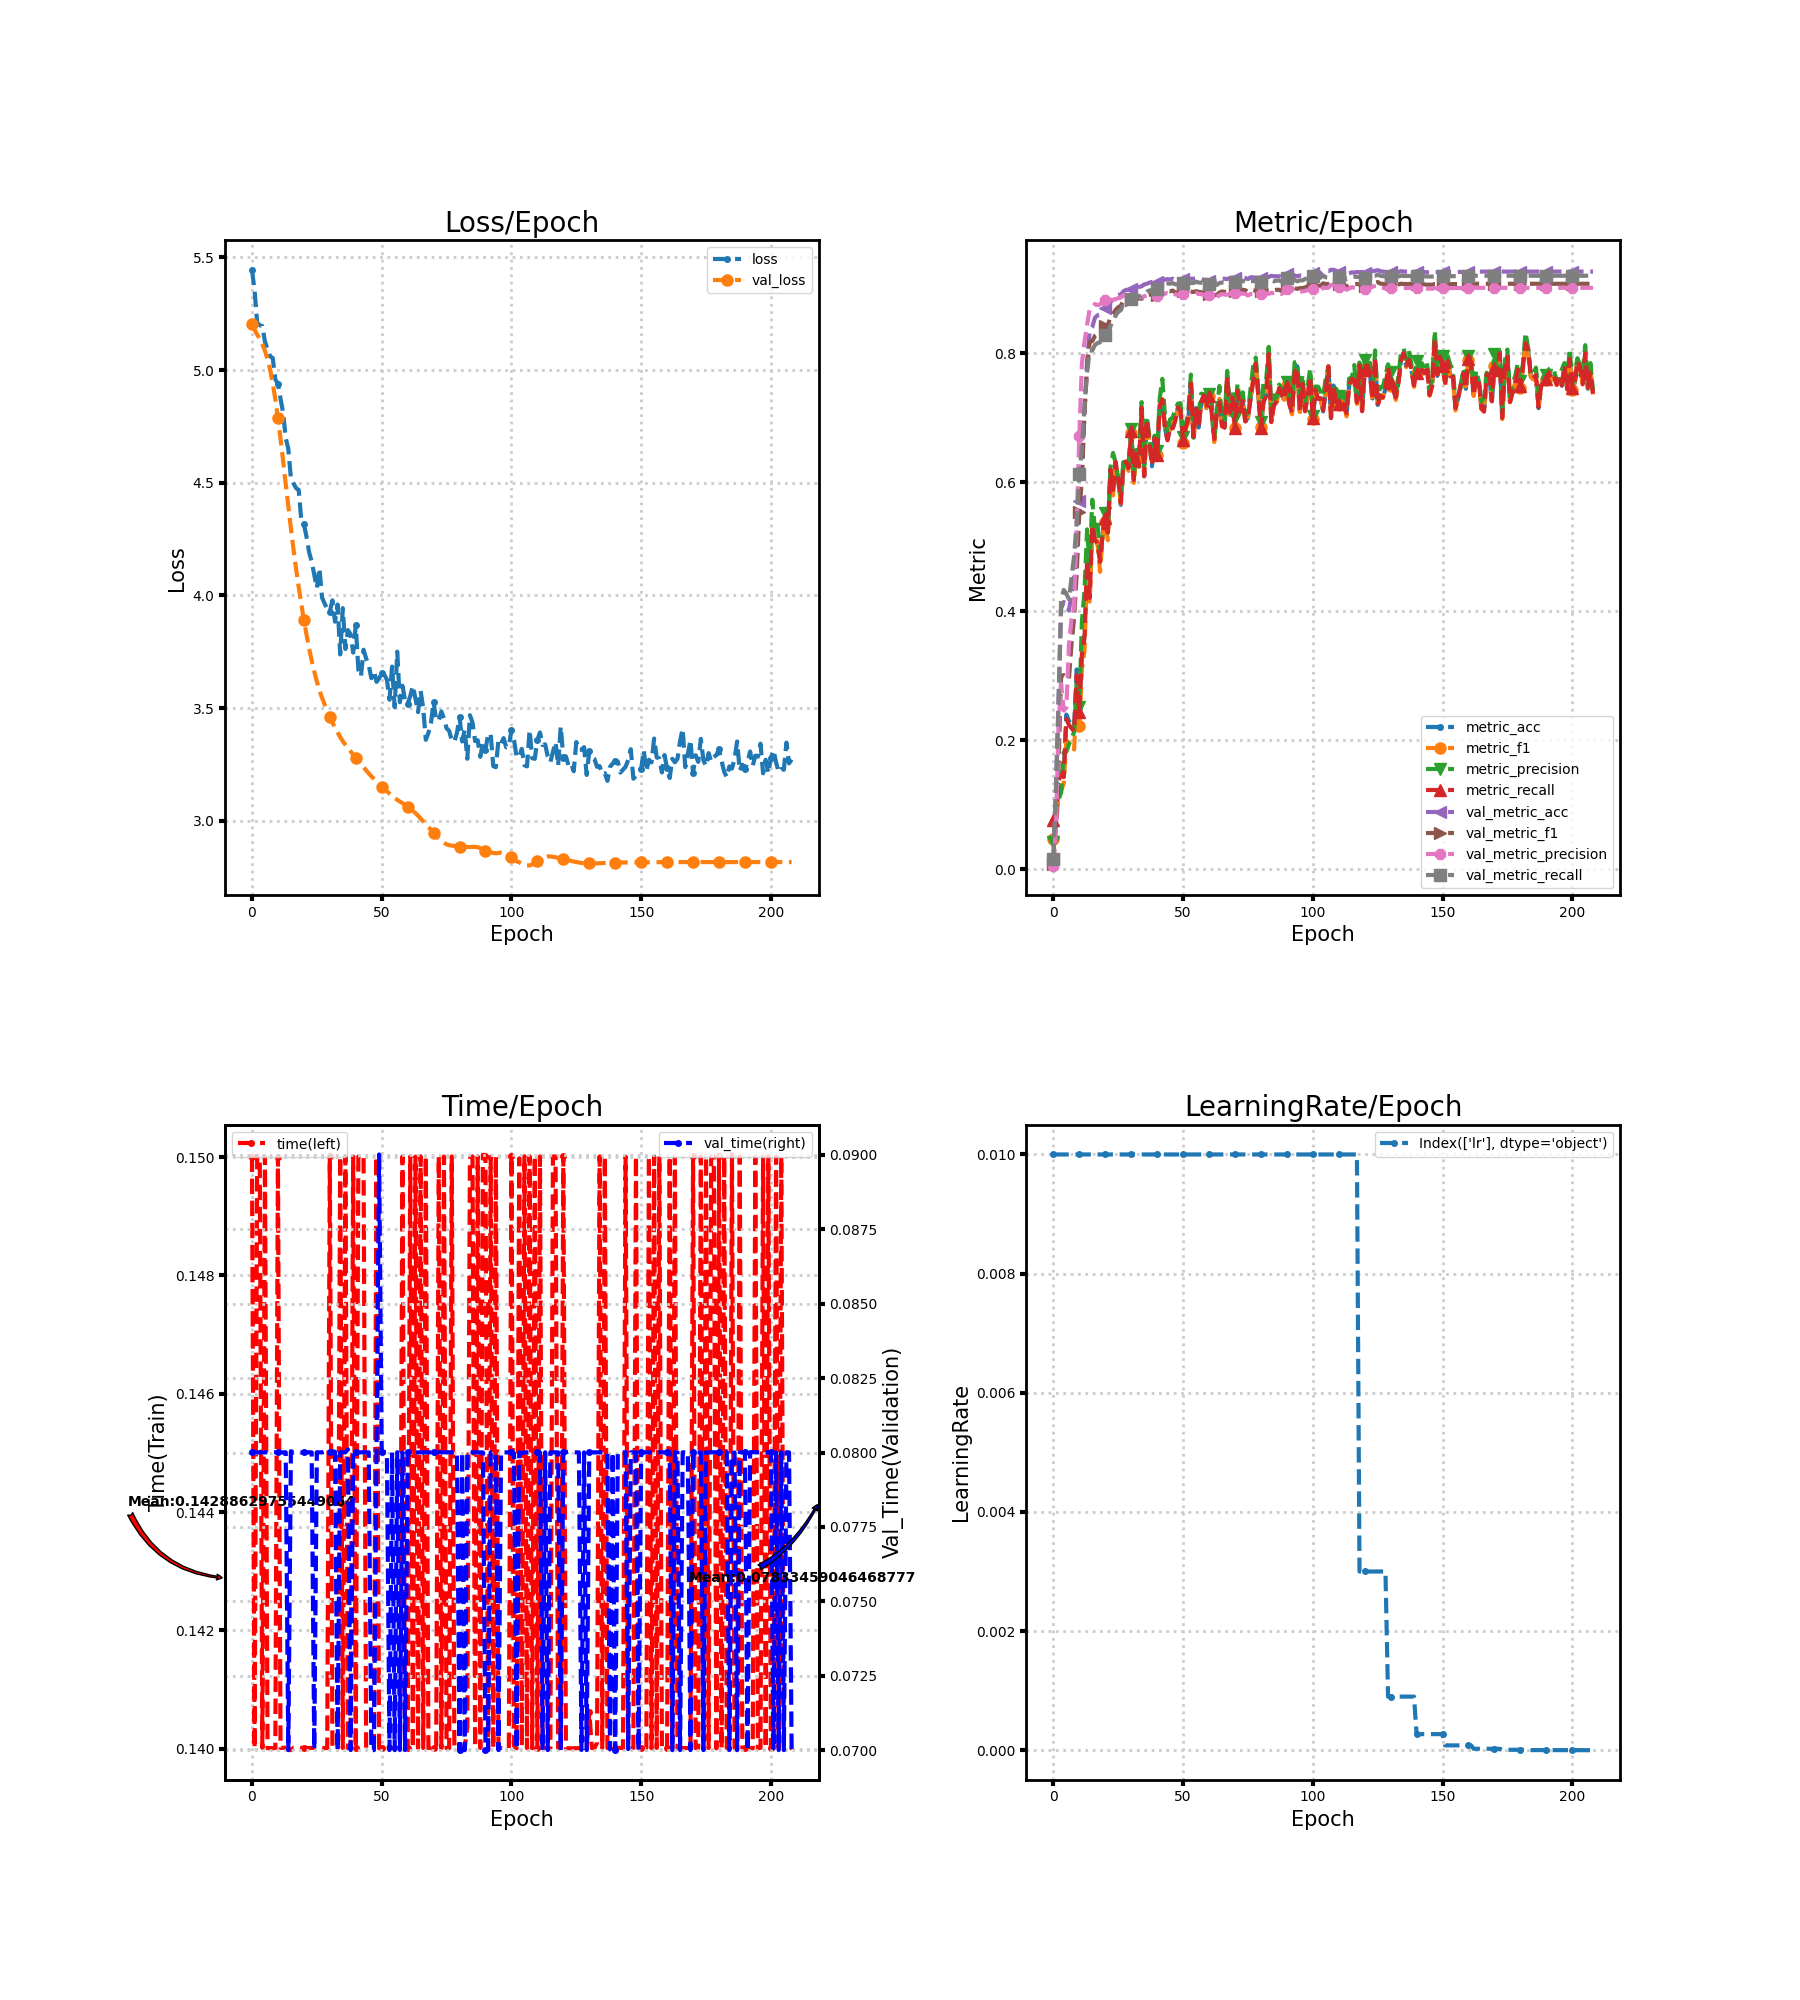 Loss/Epoch
5.5
5.0
4.5
4.0
3.5
3.0
Loss
loss
val_loss
0
50
100
150
200
Epoch
Metric/Epoch
0.8
0.6
0.4
0.2
0.0
Metric
metric_acc
metric_f1
metric_precision
metric_recall
val_metric_acc
val_metric_f1
val_metric_precision
val_metric_recall
0
50
100
150
200
Epoch
Time/Epoch
time(left)
val_time(right)
0.150
0.148
0.146
0.144
0.142
0.140
Time(Train)
0.0900
0.0875
0.0850
0.0825
0.0800
0.0775
0.0750
0.0725
0.0700
Val_Time(Validation)
Mean:0.07833459046468777
0
50
100
150
200
Epoch
LearningRate/Epoch
Index(['lr'], dtype='object')
0.010
0.008
0.006
0.004
0.002
0.000
LearningRate
0
50
100
150
200
Epoch